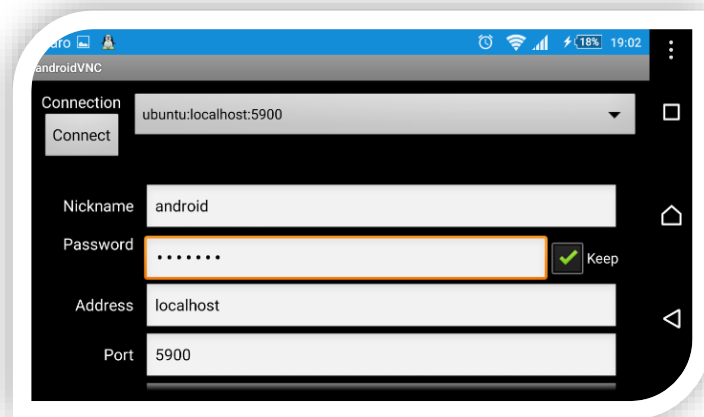 18% 19:02
androidVNC
Connection
ubuntu:localhost:5900
Connect
Nickname android
Password ••••••• Keep
Address localhost
Port 5900